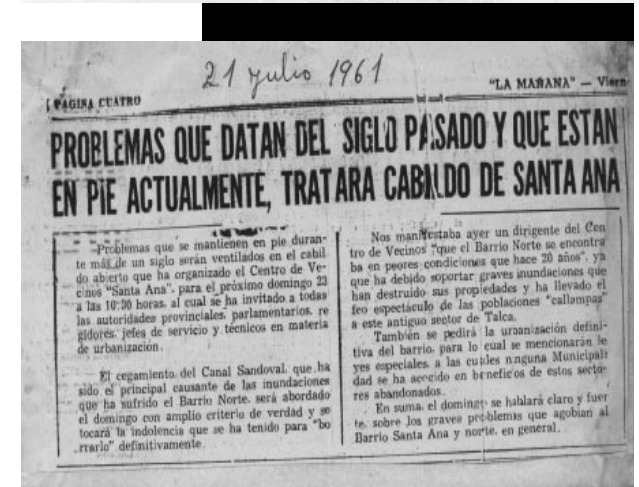 21 julio 1961
PAGINA CUATRO
"LA MAÑANA" — Viern
PROBLEMAS QUE DATAN DEL SIGLO PASADO Y QUE ESTAN
EN PIE ACTUALMENTE, TRATARA CABILDO DE SANTA ANA
Problemas que se mantienen en pie duran-
te más de un siglo serán ventilados en el cabil
do abierto que ha organizado el Centro de Ve-
cinos "Santa Ana", para el próximo domingo 23
a las 10:30 horas, al cual se ha invitado a todas
las autoridades provinciales, parlamentarios, re
gidores, jefes de servicio y técnicos en materia
de urbanización.
El cegamiento del Canal Sandoval, que ha
sido el principal causante de las inundaciones
que ha sufrido el Barrio Norte, será abordado
el domingo con amplio criterio de verdad y se
tocará la indolencia que se ha tenido para "bo
rrarlo" definitivamente.
Nos manifestaba ayer un dirigente del Cen
tro de Vecinos "que el Barrio Norte se encontra
ba en peores condiciones que hace 20 años", ya
que ha debido soportar graves inundaciones que
han destruido sus propiedades y ha llevado el
feo espectáculo de las poblaciones "callampas"
a este antiguo sector de Talca.
También se pedirá la urbanización defini-
tiva del barrio, para lo cual se mencionarán le
yes especiales, a las cuales ninguna Municipali
dad se ha acogido en beneficos de estos secto-
res abandonados.
En suma, el domingo se hablará claro y fuer
te, sobre los graves problemas que agobian al
Barrio Santa Ana y norte, en general.